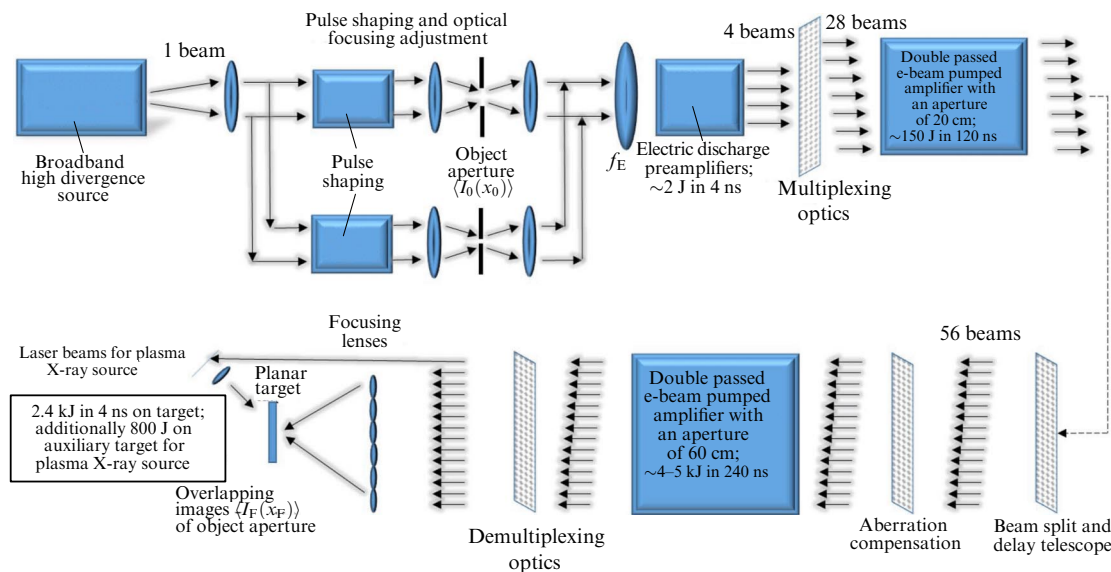 Pulse shaping and optical
focusing adjustment
1 beam
4 beams
28 beams
Broadband
high divergence
source
Pulse
shaping
Object
aperture
⟨I₀(x₀)⟩
f_E
Electric discharge
preamplifiers;
~2 J in 4 ns
Multiplexing
optics
Double passed
e-beam pumped
amplifier with
an aperture
of 20 cm;
~150 J in 120 ns
56 beams
Focusing
lenses
Laser beams for plasma
X-ray source
Planar
target
2.4 kJ in 4 ns on target;
additionally 800 J on
auxiliary target for
plasma X-ray source
Overlapping
images ⟨I_F(x_F)⟩
of object aperture
Demultiplexing
optics
Double passed
e-beam pumped
amplifier with
an aperture
of 60 cm;
~4–5 kJ in 240 ns
Aberration
compensation
Beam split and
delay telescope